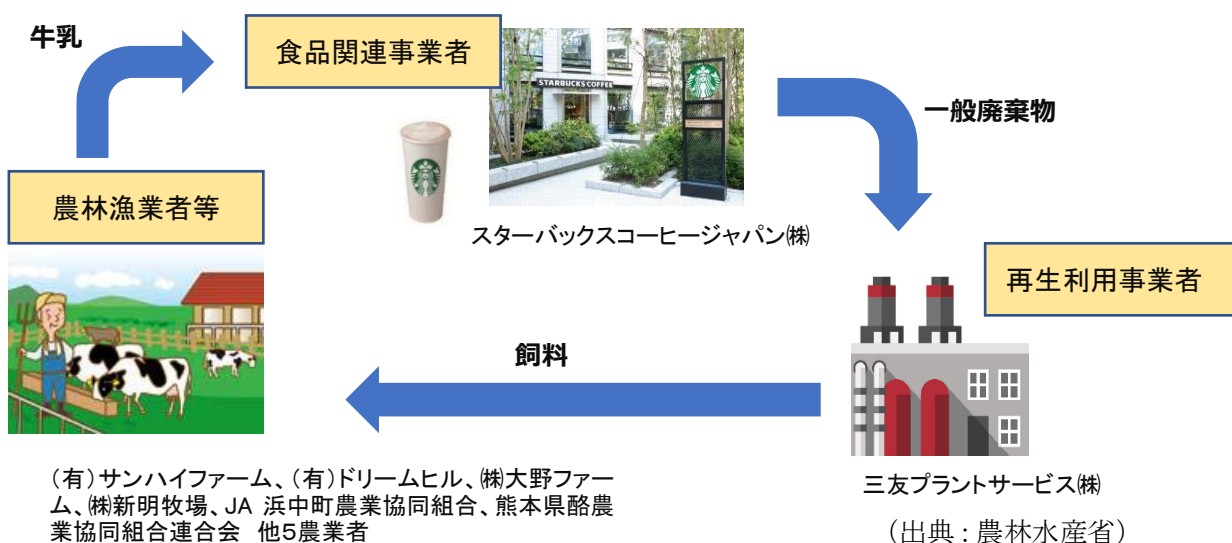 牛乳
食品関連事業者
STARBUCKS COFFEE
一般廃棄物
農林漁業者等
スターバックスコーヒージャパン㈱
再生利用事業者
飼料
(有)サンハイファーム、(有)ドリームヒル、㈱大野ファー
ム、㈱新明牧場、JA 浜中町農業協同組合、熊本県酪農
業協同組合連合会 他5農業者
三友プラントサービス㈱
(出典:農林水産省)